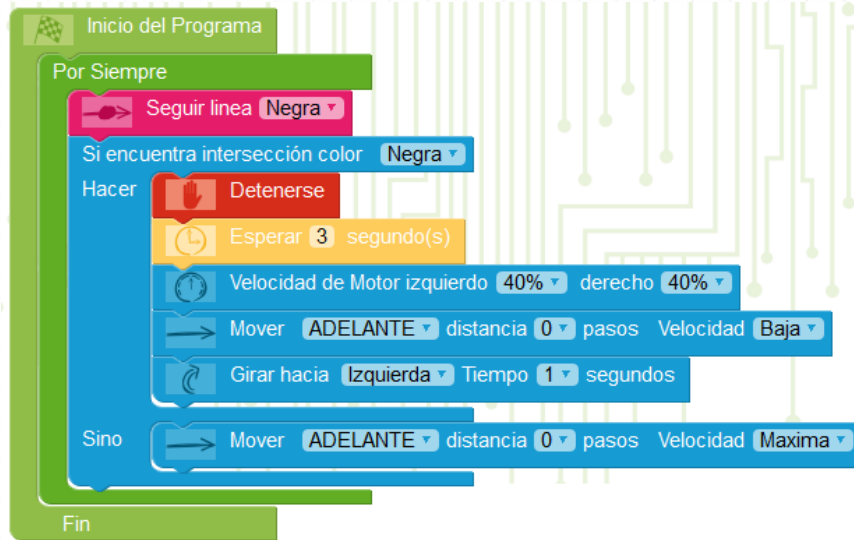 Inicio del Programa
Por Siempre
Seguir linea Negra
Si encuentra intersección color Negra
Hacer Detenerse
Esperar 3 segundo(s)
Velocidad de Motor izquierdo 40% derecho 40%
Mover ADELANTE distancia 0 pasos Velocidad Baja
Girar hacia Izquierda Tiempo 1 segundos
Sino Mover ADELANTE distancia 0 pasos Velocidad Maxima
Fin